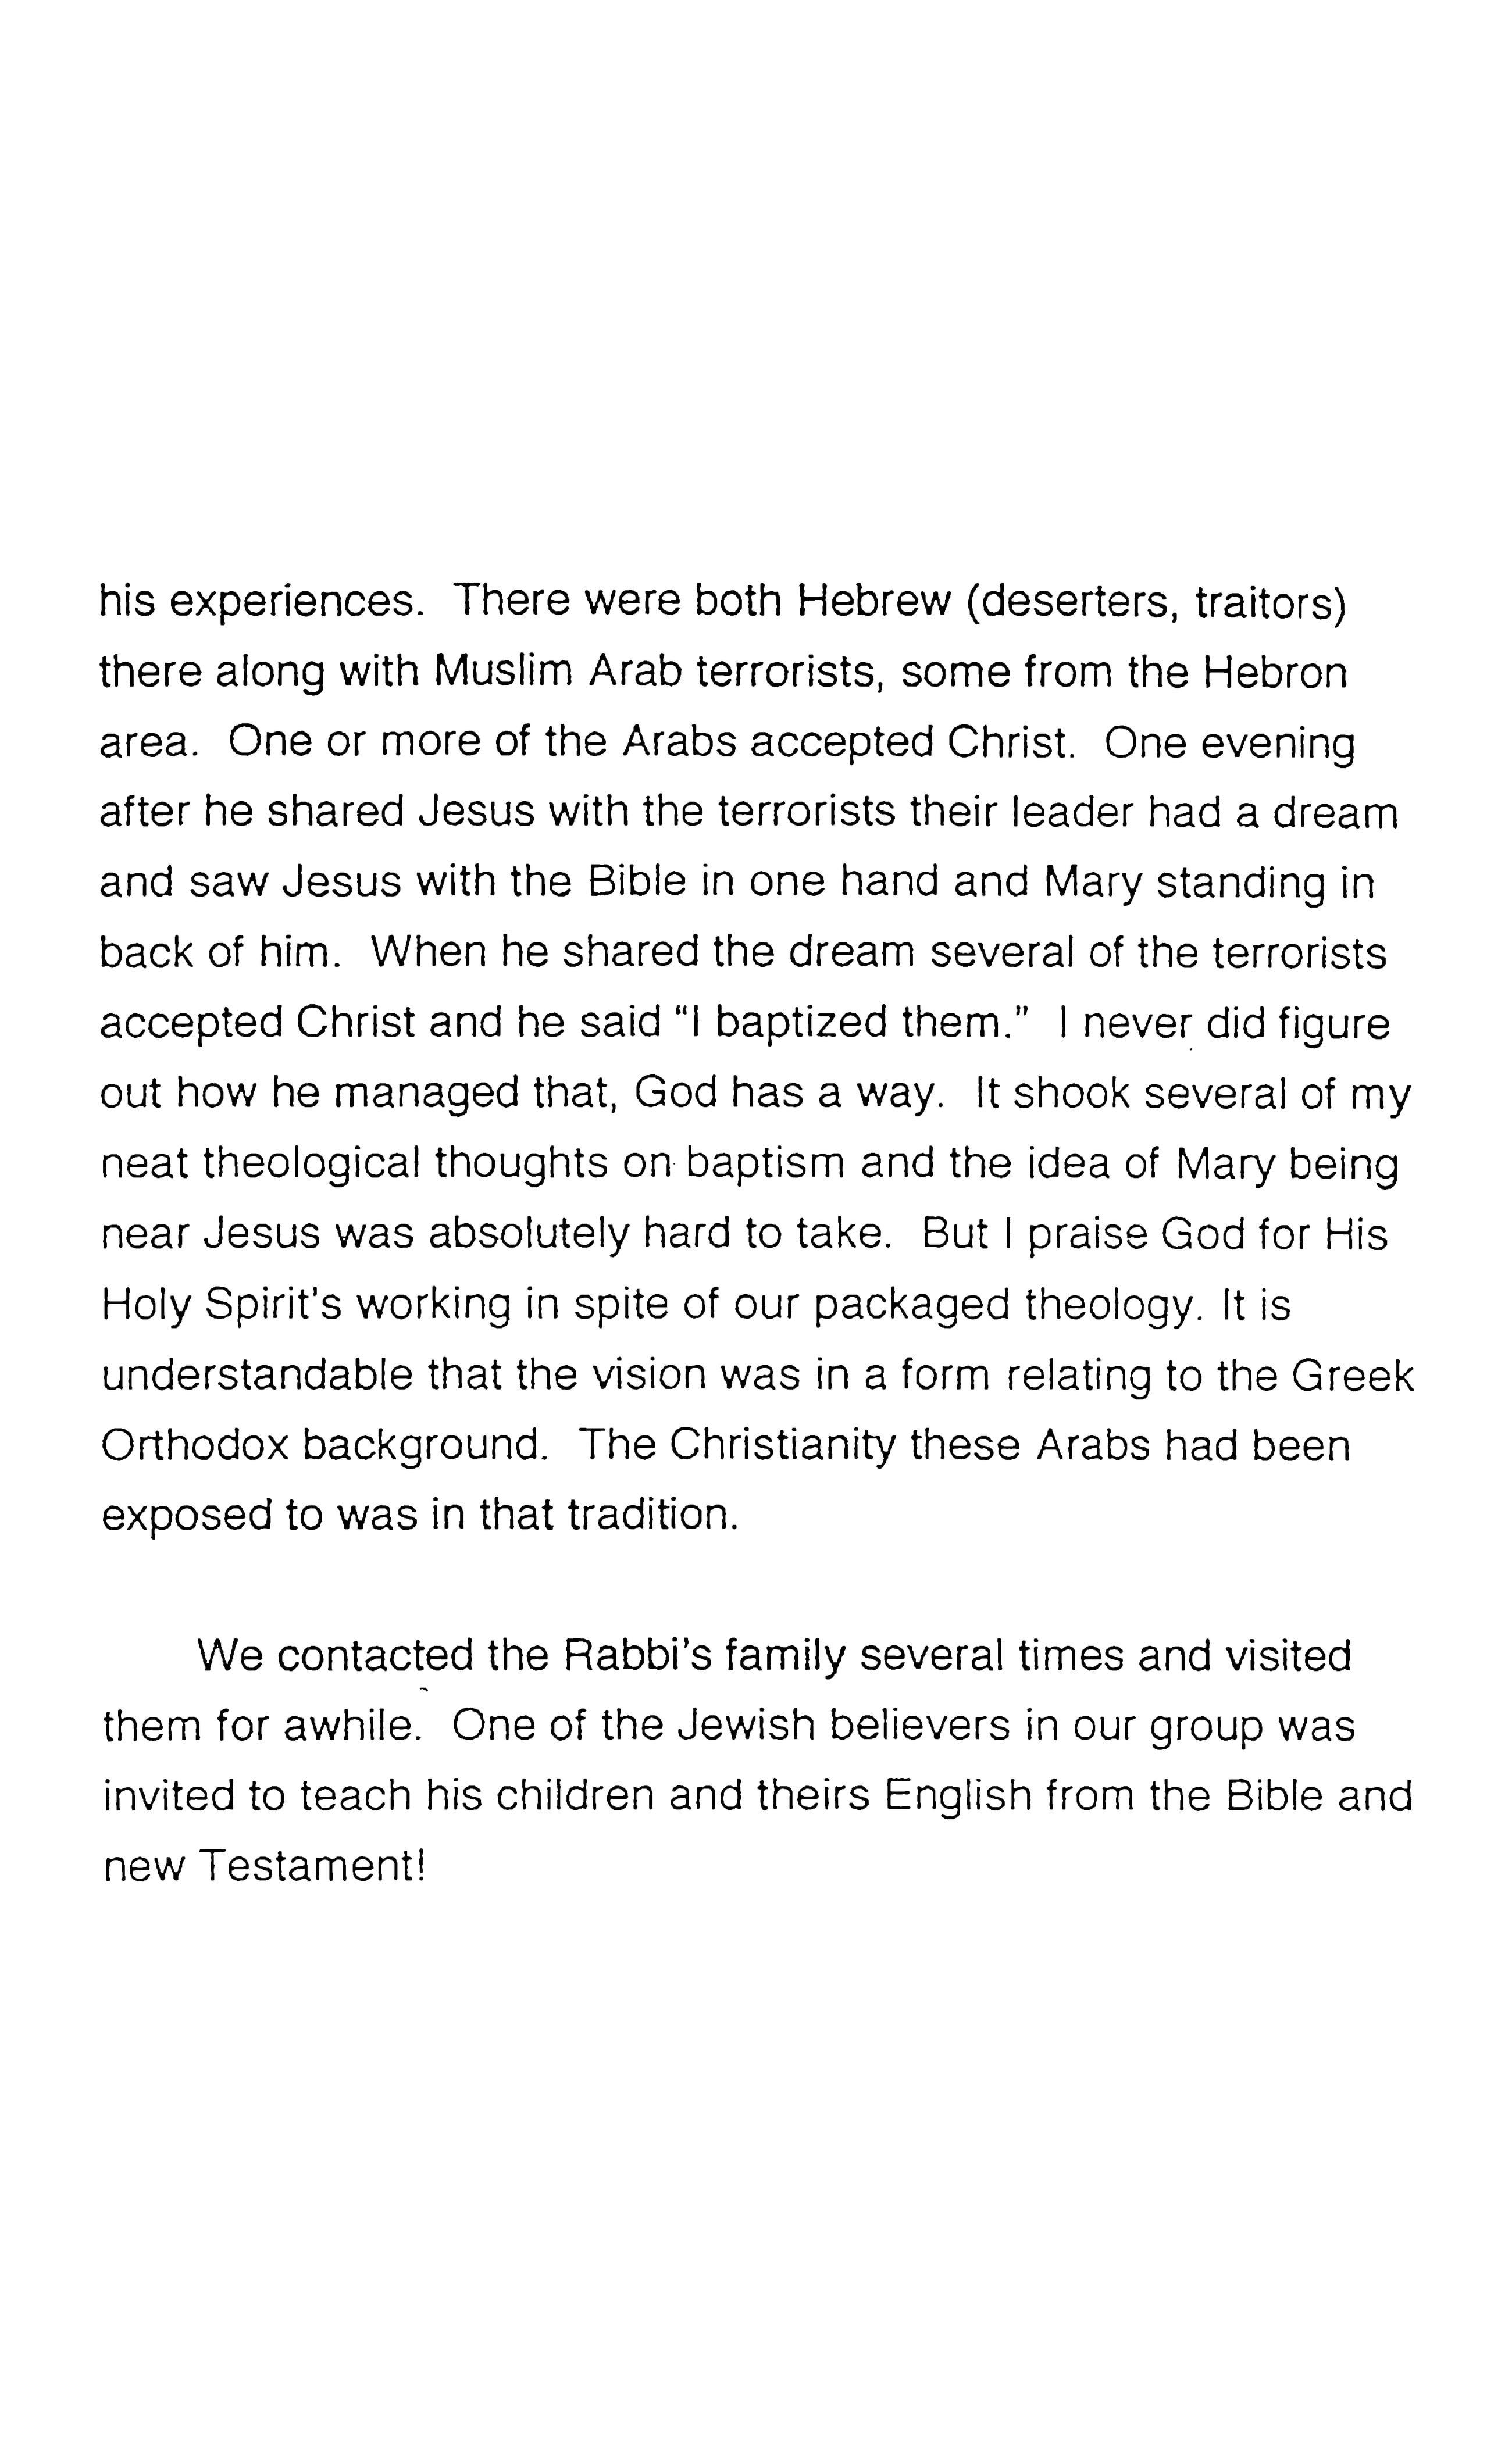 his experiences. There were both Hebrew (deserters, traitors)
there along with Muslim Arab terrorists, some from the Hebron
area. One or more of the Arabs accepted Christ. One evening
after he shared Jesus with the terrorists their leader had a dream
and saw Jesus with the Bible in one hand and Mary standing in
back of him. When he shared the dream several of the terrorists
accepted Christ and he said “I baptized them.” I never did figure
out how he managed that, God has a way. It shook several of my
neat theological thoughts on baptism and the idea of Mary being
near Jesus was absolutely hard to take. But I praise God for His
Holy Spirit's working in spite of our packaged theology. It is
understandable that the vision was in a form relating to the Greek
Orthodox background. The Christianity these Arabs had been
exposed to was in that tradition.
We contacted the Rabbi's family several times and visited
them for awhile. One of the Jewish believers in our group was
invited to teach his children and theirs English from the Bible and
new Testament!